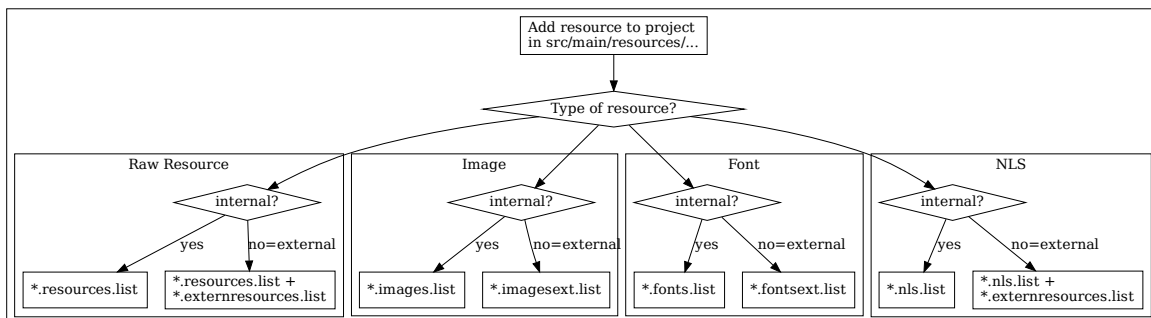 Add resource to project
in src/main/resources/...
Type of resource?
Raw Resource
internal?
yes
no=external
*.resources.list
*.resources.list +
*.externresources.list
Image
internal?
yes
no=external
*.images.list
*.imagesext.list
Font
internal?
yes
no=external
*.fonts.list
*.fontsext.list
NLS
internal?
yes
no=external
*.nls.list
*.nls.list +
*.externresources.list